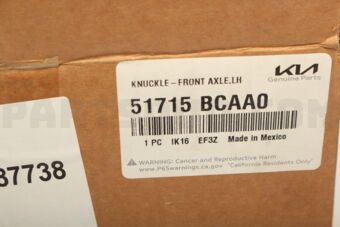 KNUCKLE-FRONT AXLE,LH
KIA
Genuine Parts
51715 BCAA0
1 PC IK16 EF3Z Made in Mexico
⚠WARNING: Cancer and Reproductive Harm
www.P65warnings.ca.gov "California Residents Only"
37738